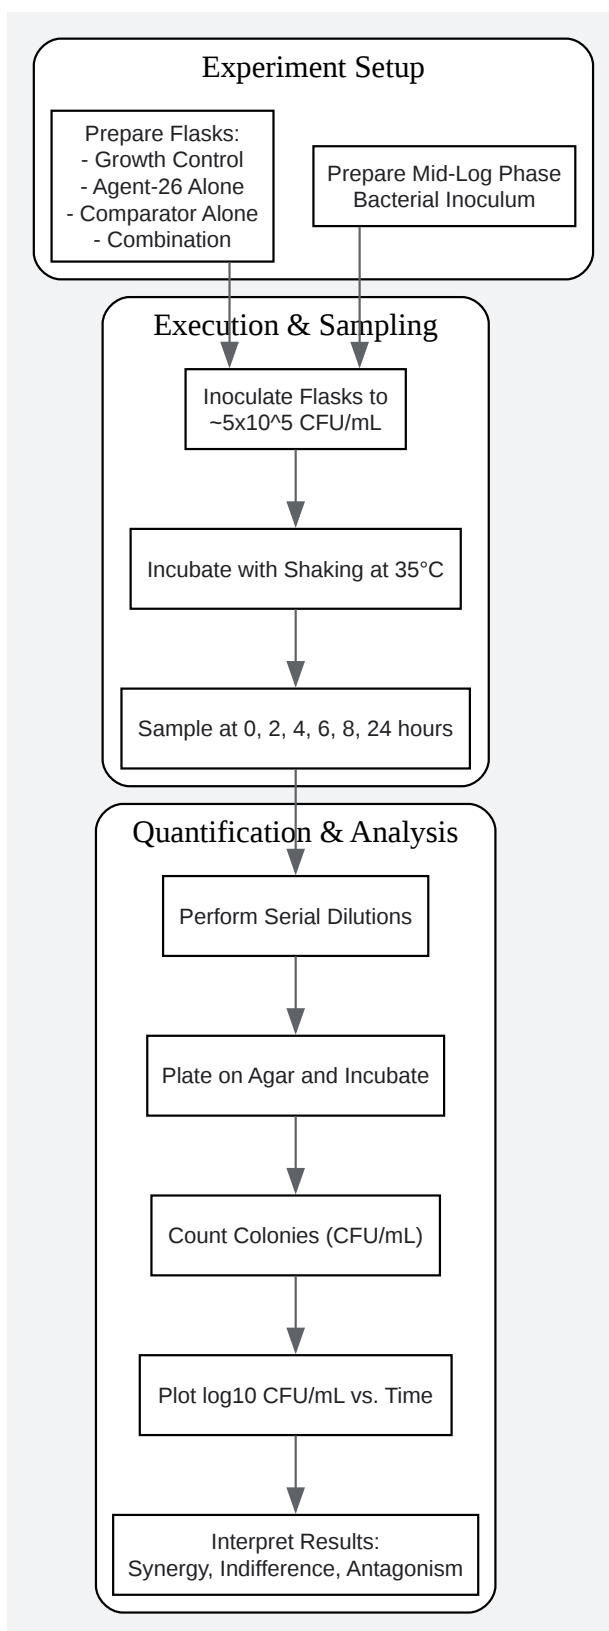 Experiment Setup
Prepare Flasks:
- Growth Control
- Agent-26 Alone
- Comparator Alone
- Combination
Prepare Mid-Log Phase
Bacterial Inoculum
Execution & Sampling
Inoculate Flasks to
~5x10^5 CFU/mL
Incubate with Shaking at 35°C
Sample at 0, 2, 4, 6, 8, 24 hours
Quantification & Analysis
Perform Serial Dilutions
Plate on Agar and Incubate
Count Colonies (CFU/mL)
Plot log10 CFU/mL vs. Time
Interpret Results:
Synergy, Indifference, Antagonism